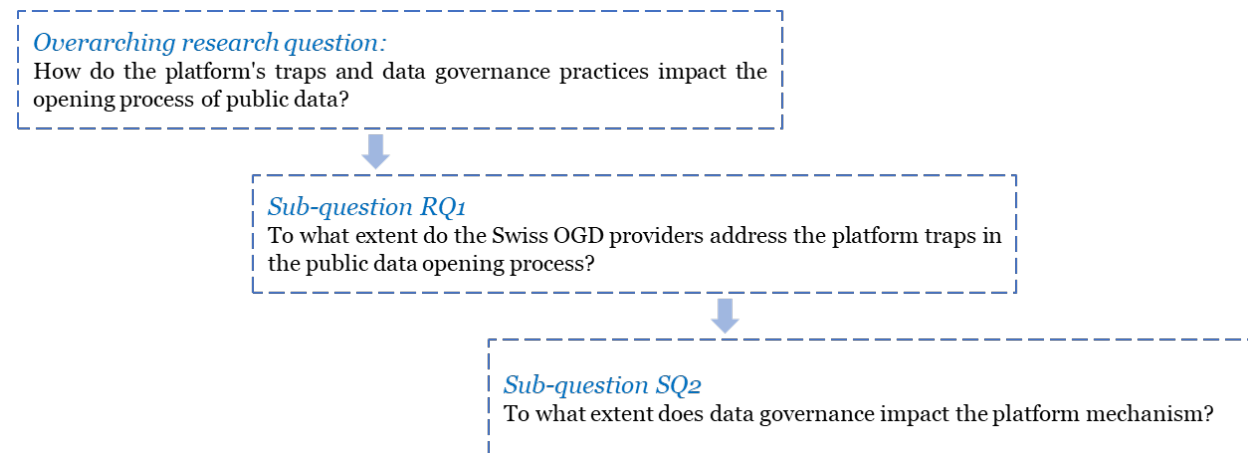 Overarching research question:
How do the platform's traps and data governance practices impact the
opening process of public data?
Sub-question RQ1
To what extent do the Swiss OGD providers address the platform traps in
the public data opening process?
Sub-question SQ2
To what extent does data governance impact the platform mechanism?